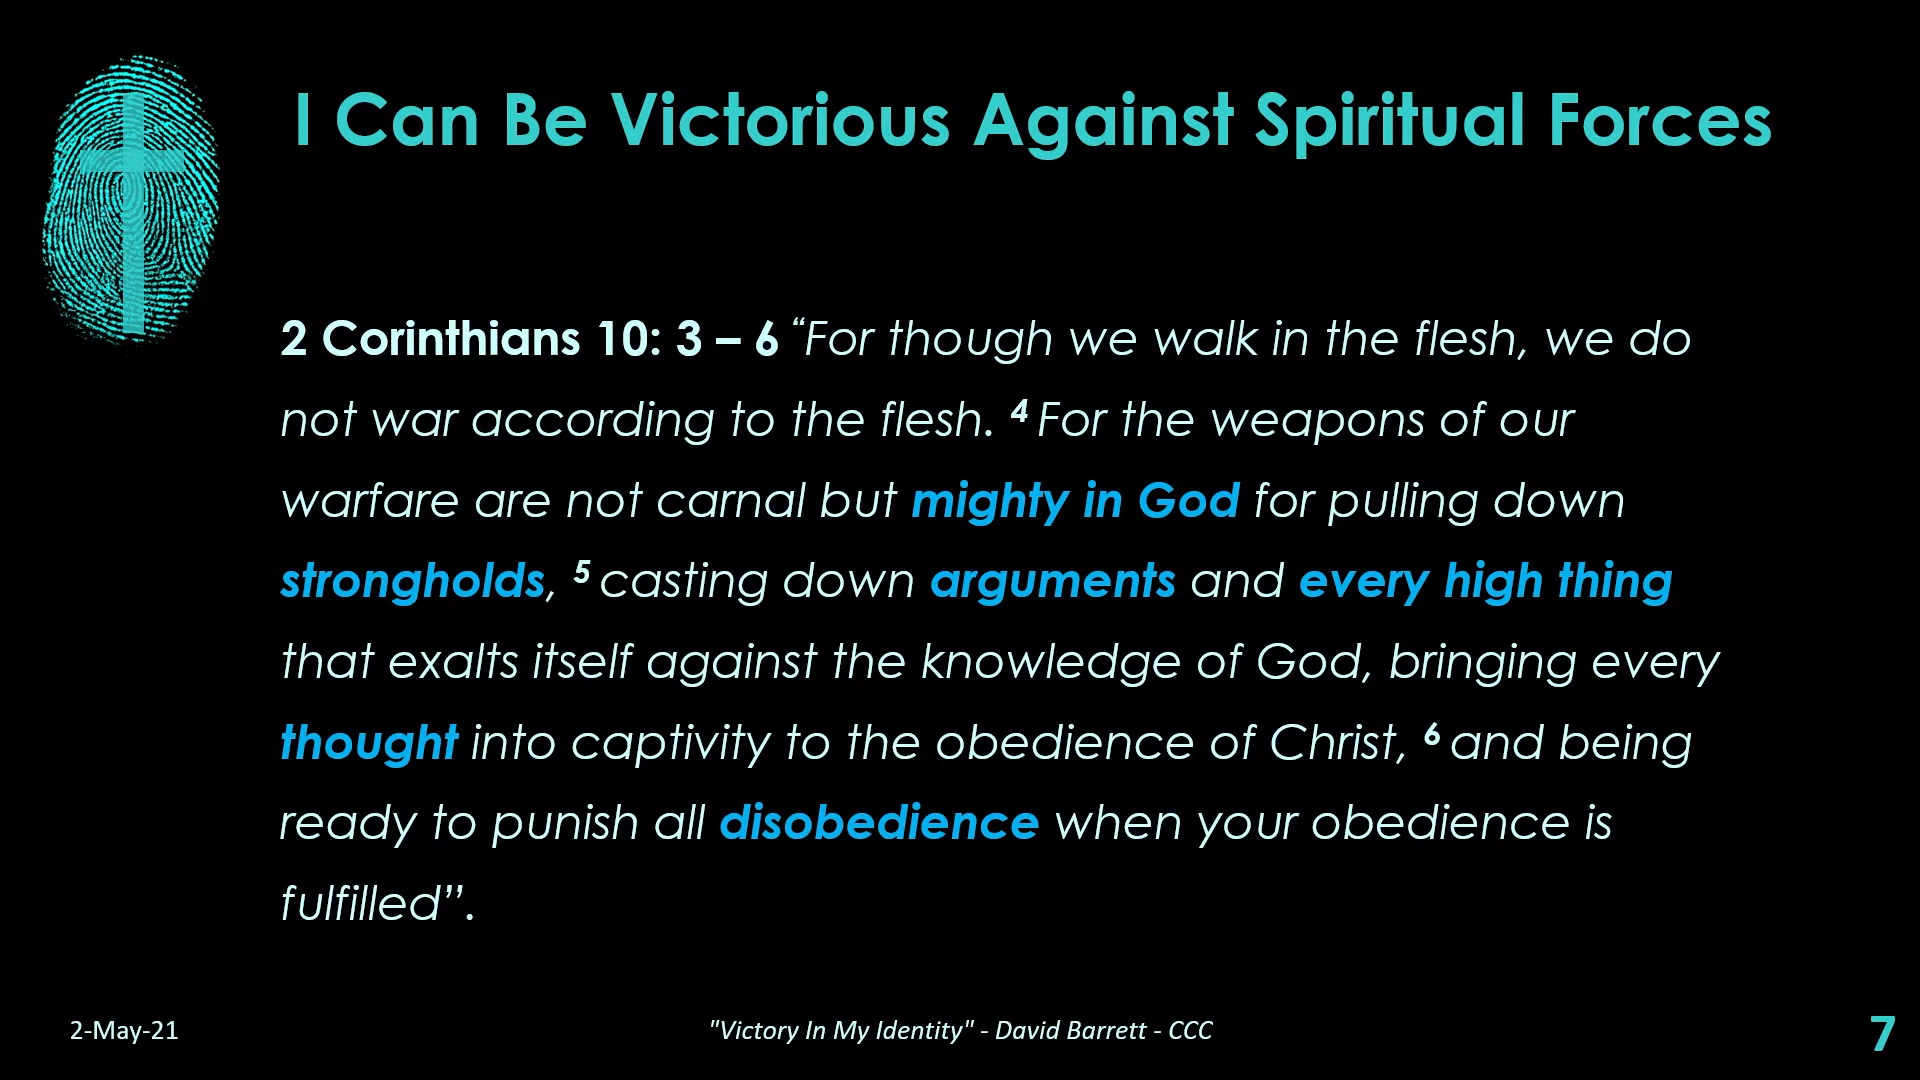 I Can Be Victorious Against Spiritual Forces
2 Corinthians 10: 3 – 6 “For though we walk in the flesh, we do
not war according to the flesh. 4 For the weapons of our
warfare are not carnal but mighty in God for pulling down
strongholds, 5 casting down arguments and every high thing
that exalts itself against the knowledge of God, bringing every
thought into captivity to the obedience of Christ, 6 and being
ready to punish all disobedience when your obedience is
fulfilled”.
2-May-21
"Victory In My Identity" - David Barrett - CCC
7